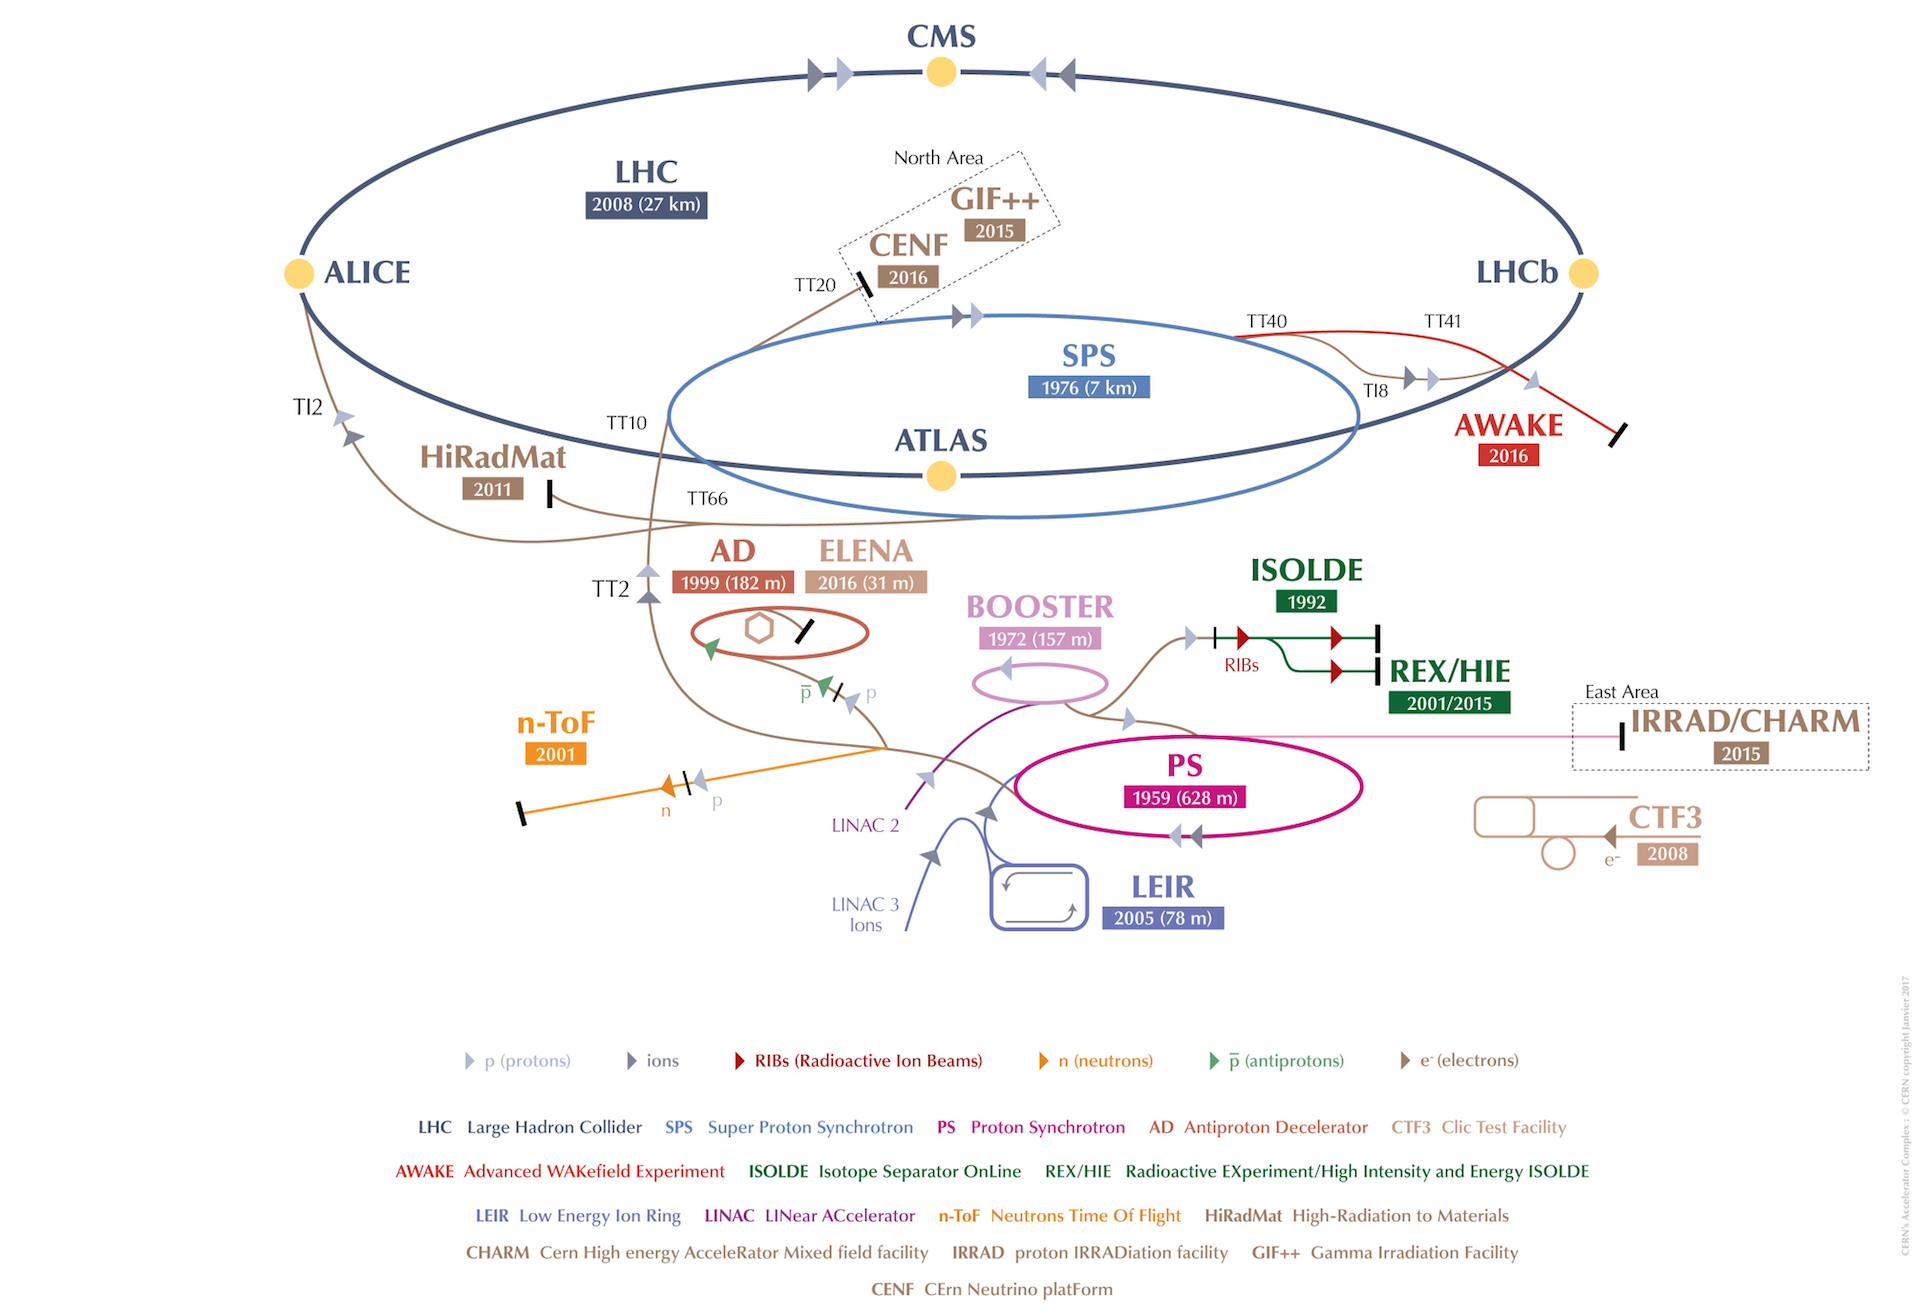 CMS
LHC
2008 (27 km)
North Area
GIF++
2015
CENF
2016
TT20
ALICE
LHCb
TT40
TT41
SPS
1976 (7 km)
TI8
TI2
TT10
ATLAS
AWAKE
2016
HiRadMat
2011
TT66
AD
1999 (182 m)
ELENA
2016 (31 m)
TT2
BOOSTER
1972 (157 m)
ISOLDE
1992
RIBs
REX/HIE
2001/2015
p̅
p
East Area
IRRAD/CHARM
2015
n-ToF
2001
n
p
PS
1959 (628 m)
LINAC 2
CTF3
2008
e-
LEIR
2005 (78 m)
LINAC 3
Ions
p (protons) ions RIBs (Radioactive Ion Beams) n (neutrons) p̅ (antiprotons) e- (electrons)
LHC Large Hadron Collider SPS Super Proton Synchrotron PS Proton Synchrotron AD Antiproton Decelerator CTF3 Clic Test Facility
AWAKE Advanced WAKefield Experiment ISOLDE Isotope Separator OnLine REX/HIE Radioactive EXperiment/High Intensity and Energy ISOLDE
LEIR Low Energy Ion Ring LINAC LINear ACcelerator n-ToF Neutrons Time Of Flight HiRadMat High-Radiation to Materials
CHARM Cern High energy AcceleRator Mixed field facility IRRAD proton IRRADiation facility GIF++ Gamma Irradiation Facility
CENF CErn Neutrino platForm
CERN's Accelerator Complex : © CERN copyright Janvier 2017